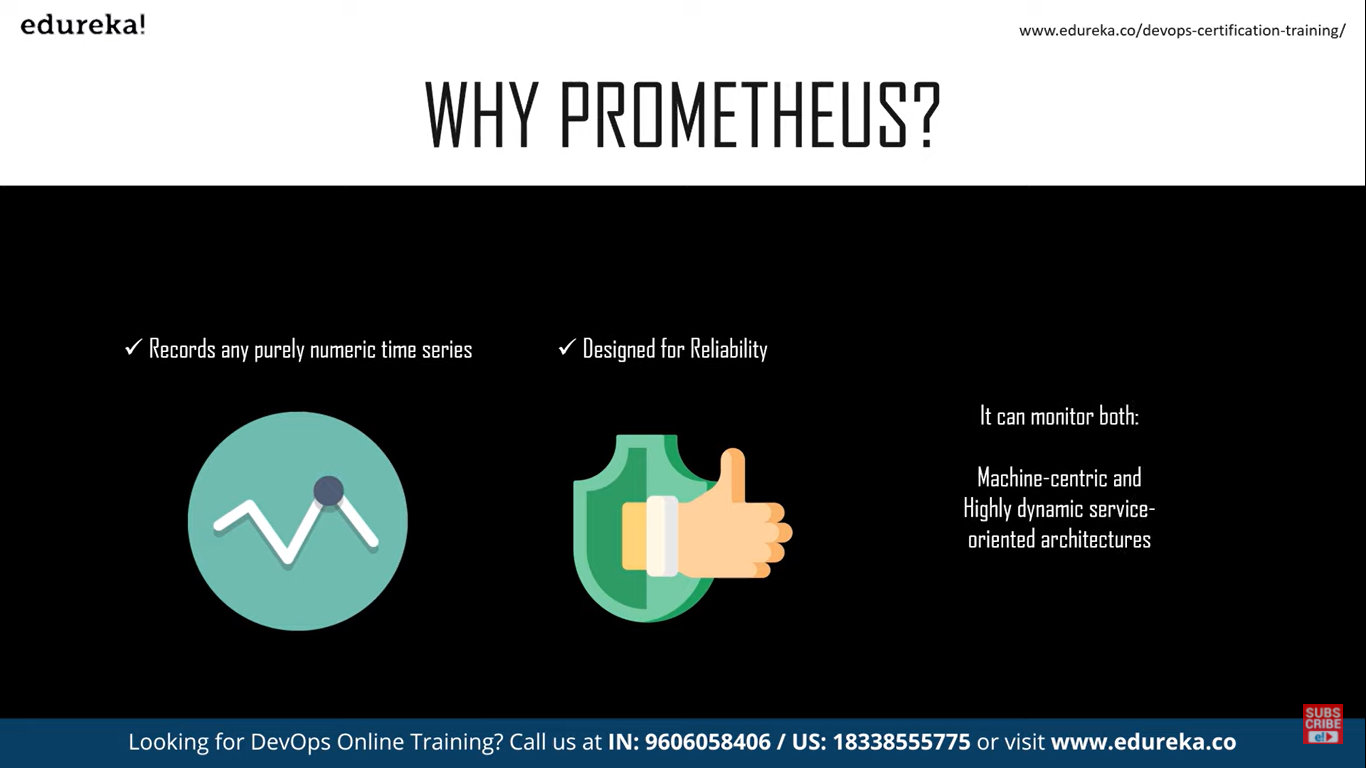 edureka!
www.edureka.co/devops-certification-training/
WHY PROMETHEUS?
✓ Records any purely numeric time series
✓ Designed for Reliability
It can monitor both:
Machine-centric and
Highly dynamic service-
oriented architectures
SUBS
CRIBE
e!
Looking for DevOps Online Training? Call us at IN: 9606058406 / US: 18338555775 or visit www.edureka.co